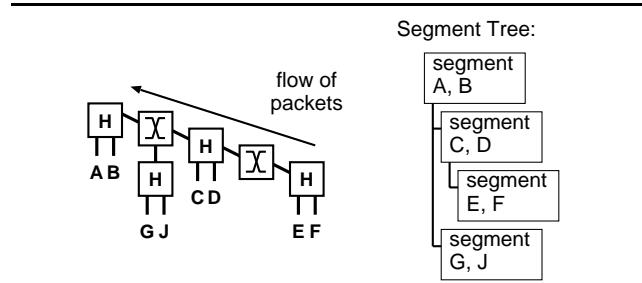 Segment Tree:
flow of
packets
H
A B
H
G J
H
C D
H
E F
segment
A, B
segment
C, D
segment
E, F
segment
G, J